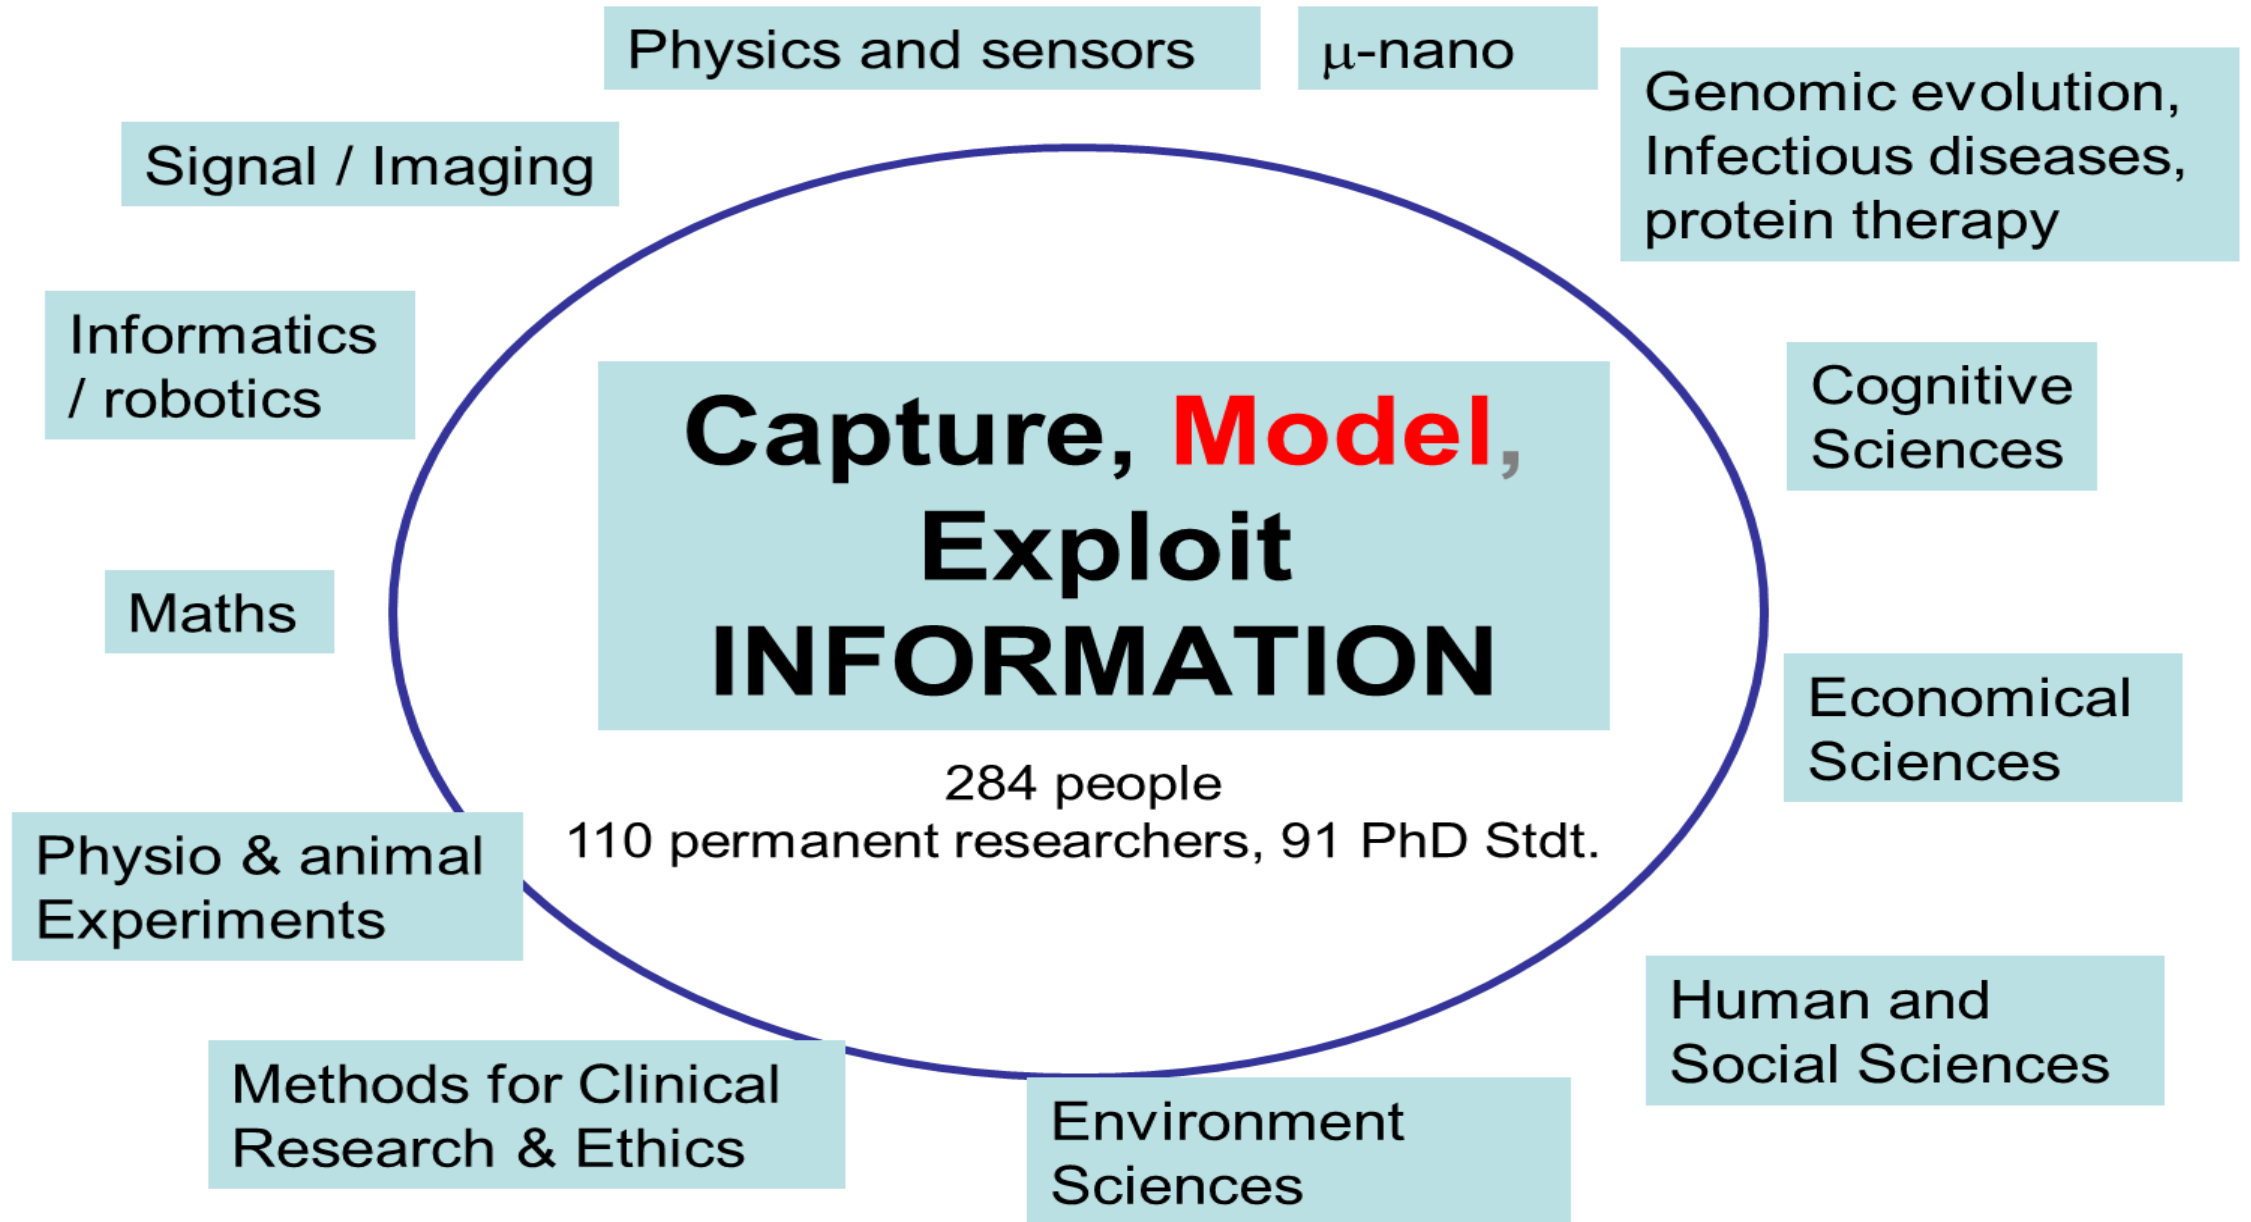 Physics and sensors
μ-nano
Genomic evolution,
Infectious diseases,
protein therapy
Signal / Imaging
Informatics
/ robotics
Cognitive
Sciences
Capture, Model,
Exploit
INFORMATION
Maths
Economical
Sciences
284 people
110 permanent researchers, 91 PhD Stdt.
Physio & animal
Experiments
Human and
Social Sciences
Methods for Clinical
Research & Ethics
Environment
Sciences